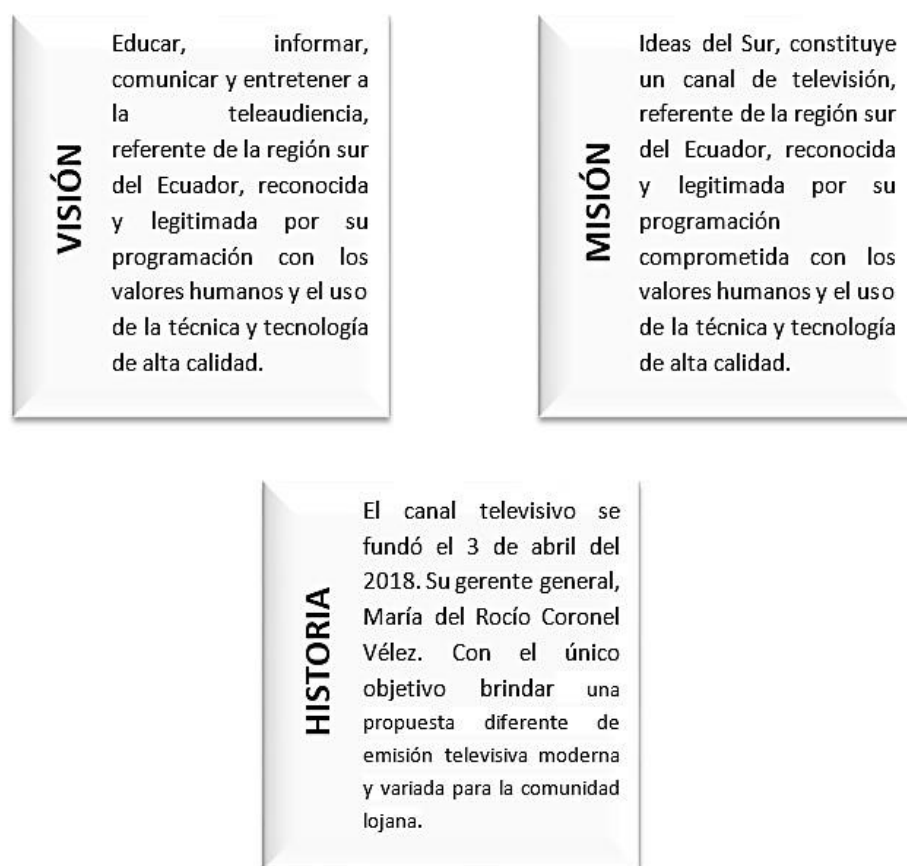 VISIÓN
Educar, informar,
comunicar y entretener a
la teleaudiencia,
referente de la región sur
del Ecuador, reconocida
y legitimada por su
programación con los
valores humanos y el uso
de la técnica y tecnología
de alta calidad.
MISIÓN
Ideas del Sur, constituye
un canal de televisión,
referente de la región sur
del Ecuador, reconocida
y legitimada por su
programación
comprometida con los
valores humanos y el uso
de la técnica y tecnología
de alta calidad.
HISTORIA
El canal televisivo se
fundó el 3 de abril del
2018. Su gerente general,
María del Rocío Coronel
Vélez. Con el único
objetivo brindar una
propuesta diferente de
emisión televisiva moderna
y variada para la comunidad
lojana.